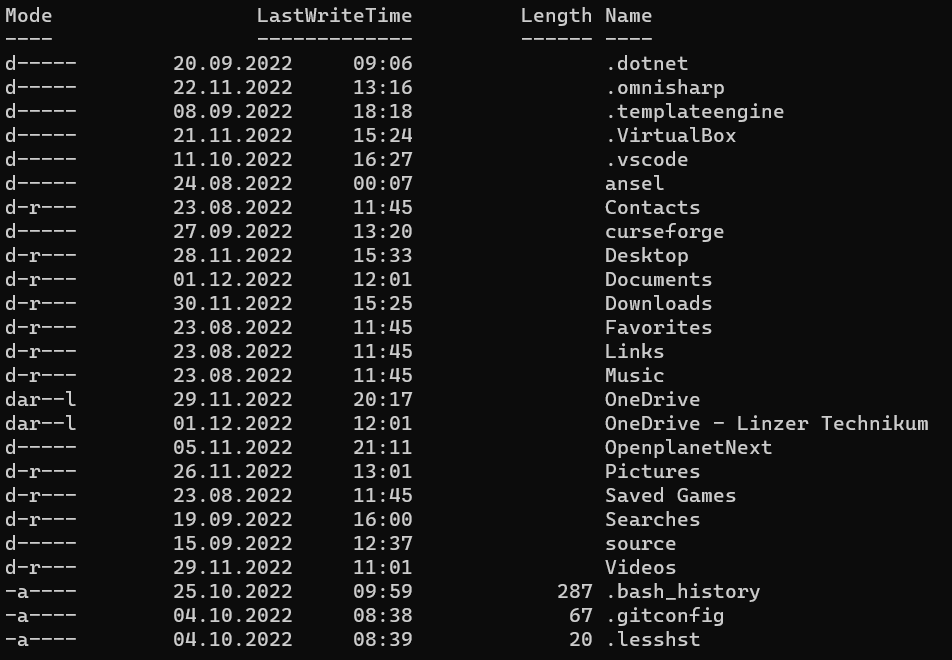 Mode                 LastWriteTime         Length Name
----                 -------------         ------ ----
d-----          20.09.2022     09:06                .dotnet
d-----          22.11.2022     13:16                .omnisharp
d-----          08.09.2022     18:18                .templateengine
d-----          21.11.2022     15:24                .VirtualBox
d-----          11.10.2022     16:27                .vscode
d-----          24.08.2022     00:07                ansel
d-r---          23.08.2022     11:45                Contacts
d-----          27.09.2022     13:20                curseforge
d-r---          28.11.2022     15:33                Desktop
d-r---          01.12.2022     12:01                Documents
d-r---          30.11.2022     15:25                Downloads
d-r---          23.08.2022     11:45                Favorites
d-r---          23.08.2022     11:45                Links
d-r---          23.08.2022     11:45                Music
dar--l          29.11.2022     20:17                OneDrive
dar--l          01.12.2022     12:01                OneDrive - Linzer Technikum
d-----          05.11.2022     21:11                OpenplanetNext
d-r---          26.11.2022     13:01                Pictures
d-r---          23.08.2022     11:45                Saved Games
d-r---          19.09.2022     16:00                Searches
d-----          15.09.2022     12:37                source
d-r---          29.11.2022     11:01                Videos
-a----          25.10.2022     09:59            287 .bash_history
-a----          04.10.2022     08:38             67 .gitconfig
-a----          04.10.2022     08:39             20 .lesshst